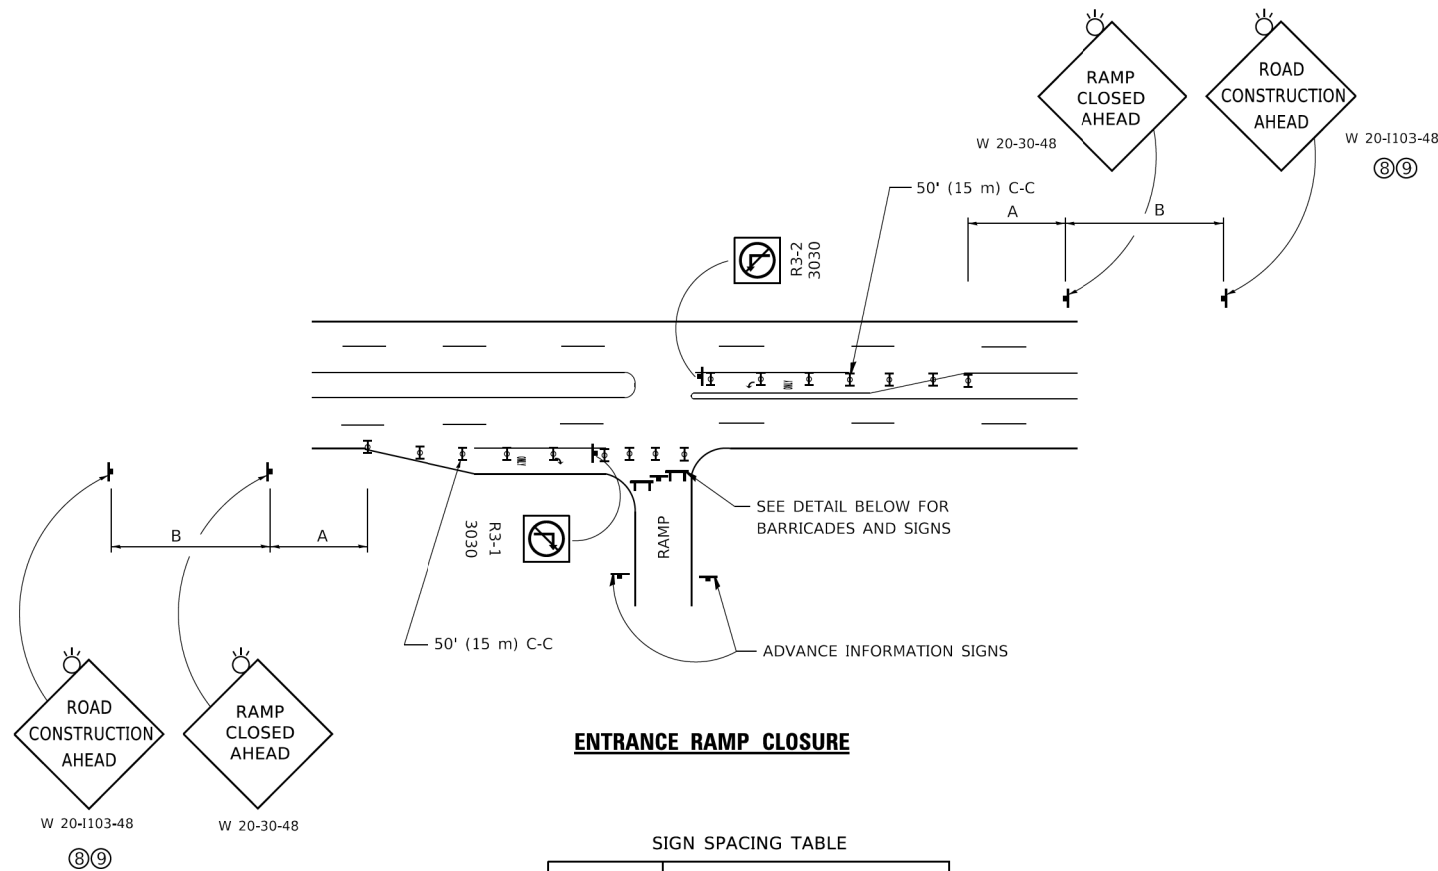 RAMP
CLOSED
AHEAD
W 20-30-48
ROAD
CONSTRUCTION
AHEAD
W 20-I103-48
⑧⑨
50' (15 m) C-C
A
B
R3-2
3030
B
A
R3-1
3030
RAMP
SEE DETAIL BELOW FOR
BARRICADES AND SIGNS
50' (15 m) C-C
ADVANCE INFORMATION SIGNS
ROAD
CONSTRUCTION
AHEAD
W 20-I103-48
⑧⑨
RAMP
CLOSED
AHEAD
W 20-30-48
ENTRANCE RAMP CLOSURE
SIGN SPACING TABLE